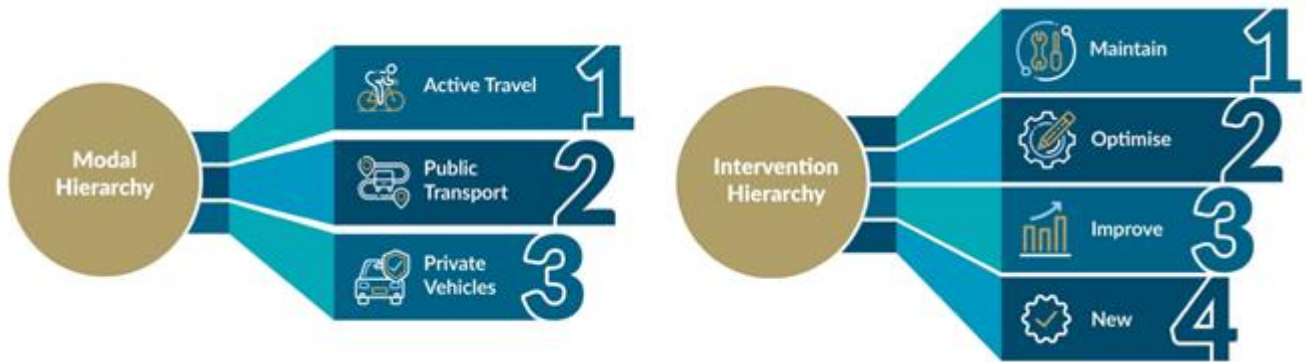 Modal
Hierarchy
Active Travel
1
Public
Transport
2
Private
Vehicles
3
Intervention
Hierarchy
Maintain
1
Optimise
2
Improve
3
New
4